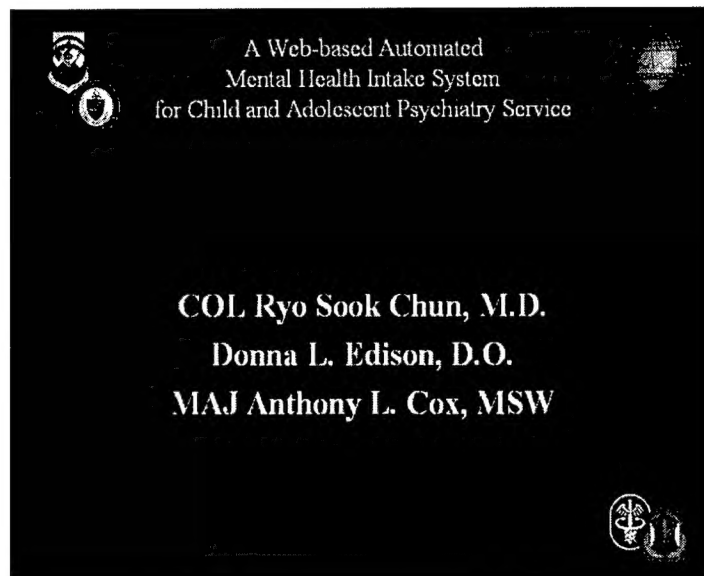 A Web-based Automated
Mental Health Intake System
for Child and Adolescent Psychiatry Service
COL Ryo Sook Chun, M.D.
Donna L. Edison, D.O.
MAJ Anthony L. Cox, MSW